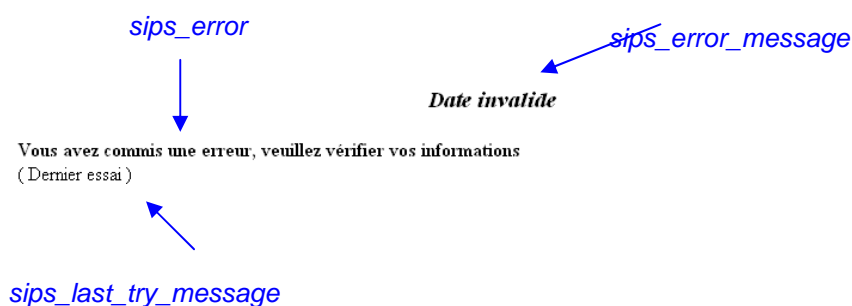 sips_error
sips_error_message
Date invalide
Vous avez commis une erreur, veuillez vérifier vos informations
( Dernier essai )
sips_last_try_message